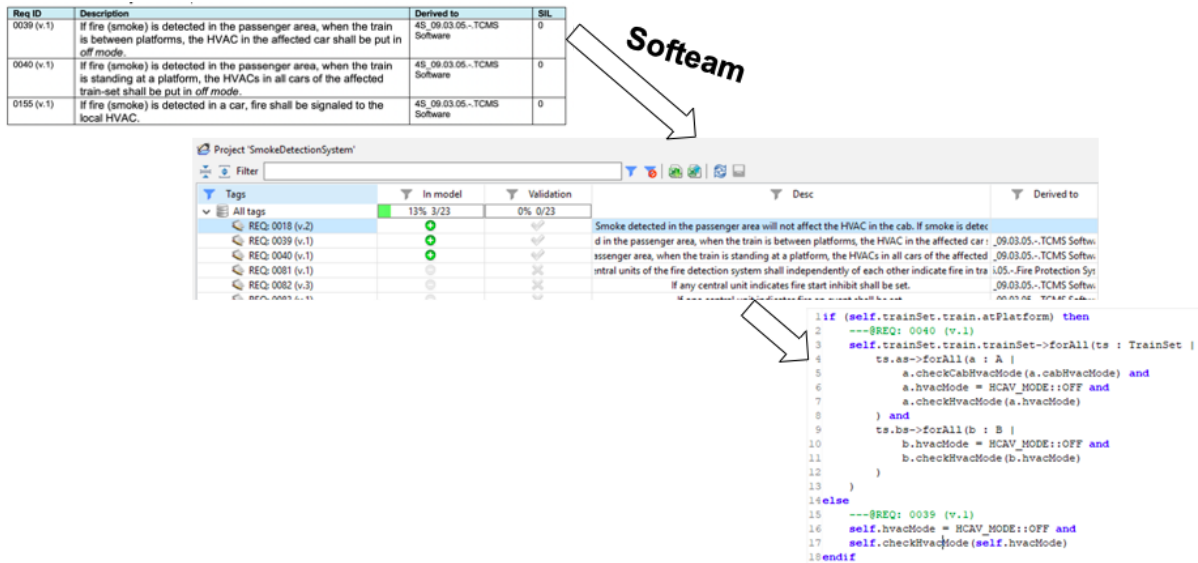 Req ID Description Derived to SIL
0039 (v.1) If fire (smoke) is detected in the passenger area, when the train 4S_09.03.05.-.TCMS 0
is between platforms, the HVAC in the affected car shall be put in Software
off mode.
0040 (v.1) If fire (smoke) is detected in the passenger area, when the train 4S_09.03.05.-.TCMS 0
is standing at a platform, the HVACs in all cars of the affected Software
train-set shall be put in off mode.
0155 (v.1) If fire (smoke) is detected in a car, fire shall be signaled to the 4S_09.03.05.-.TCMS 0
local HVAC. Software
Softeam
Project 'SmokeDetectionSystem'
Filter
Tags In model Validation Desc Derived to
All tags 13% 3/23 0% 0/23
REQ: 0018 (v.2) Smoke detected in the passenger area will not affect the HVAC in the cab. If smoke is detec
REQ: 0039 (v.1) d in the passenger area, when the train is between platforms, the HVAC in the affected car _09.03.05.-.TCMS Softw
REQ: 0040 (v.1) assenger area, when the train is standing at a platform, the HVACs in all cars of the affected _09.03.05.-.TCMS Softw
REQ: 0081 (v.1) entral units of the fire detection system shall independently of each other indicate fire in tra .05.-.Fire Protection Sys
REQ: 0082 (v.3) If any central unit indicates fire start inhibit shall be set. _09.03.05.-.TCMS Softw
1 if (self.trainSet.train.atPlatform) then
2 ---@REQ: 0040 (v.1)
3 self.trainSet.train.trainSet->forAll(ts : TrainSet |
4 ts.as->forAll(a : A |
5 a.checkCabHvacMode(a.cabHvacMode) and
6 a.hvacMode = HCAV_MODE::OFF and
7 a.checkHvacMode(a.hvacMode)
8 ) and
9 ts.bs->forAll(b : B |
10 b.hvacMode = HCAV_MODE::OFF and
11 b.checkHvacMode(b.hvacMode)
12 )
13 )
14 else
15 ---@REQ: 0039 (v.1)
16 self.hvacMode = HCAV_MODE::OFF and
17 self.checkHvacMode(self.hvacMode)
18 endif